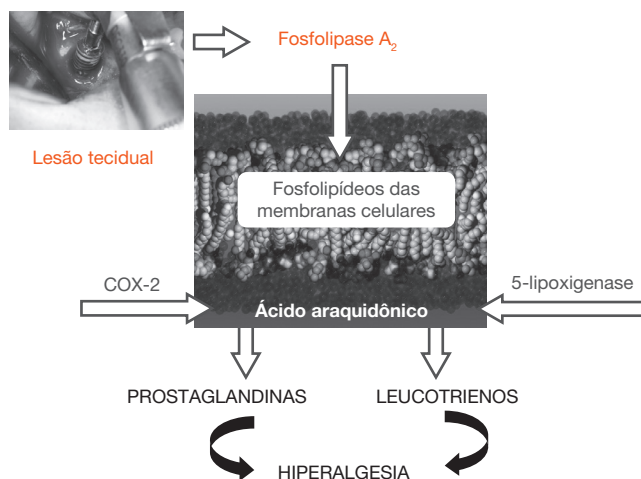 Fosfolipase A₂
Lesão tecidual
Fosfolipídeos das
membranas celulares
COX-2
5-lipoxigenase
Ácido araquidônico
PROSTAGLANDINAS
LEUCOTRIENOS
HIPERALGESIA